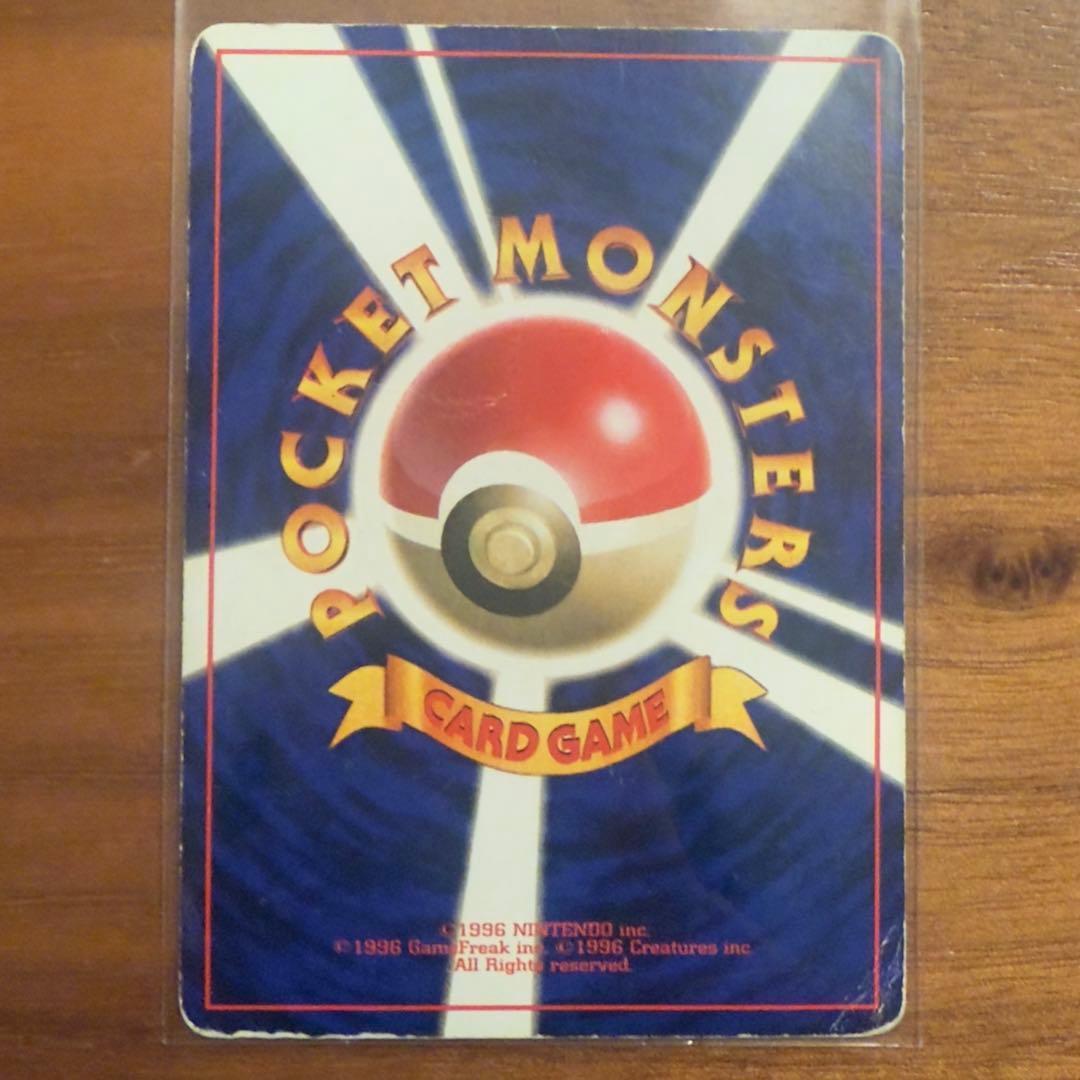 POCKET MONSTERS
CARD GAME
©1996 NINTENDO inc.
©1996 GameFreak inc. ©1996 Creatures inc
All Rights reserved.